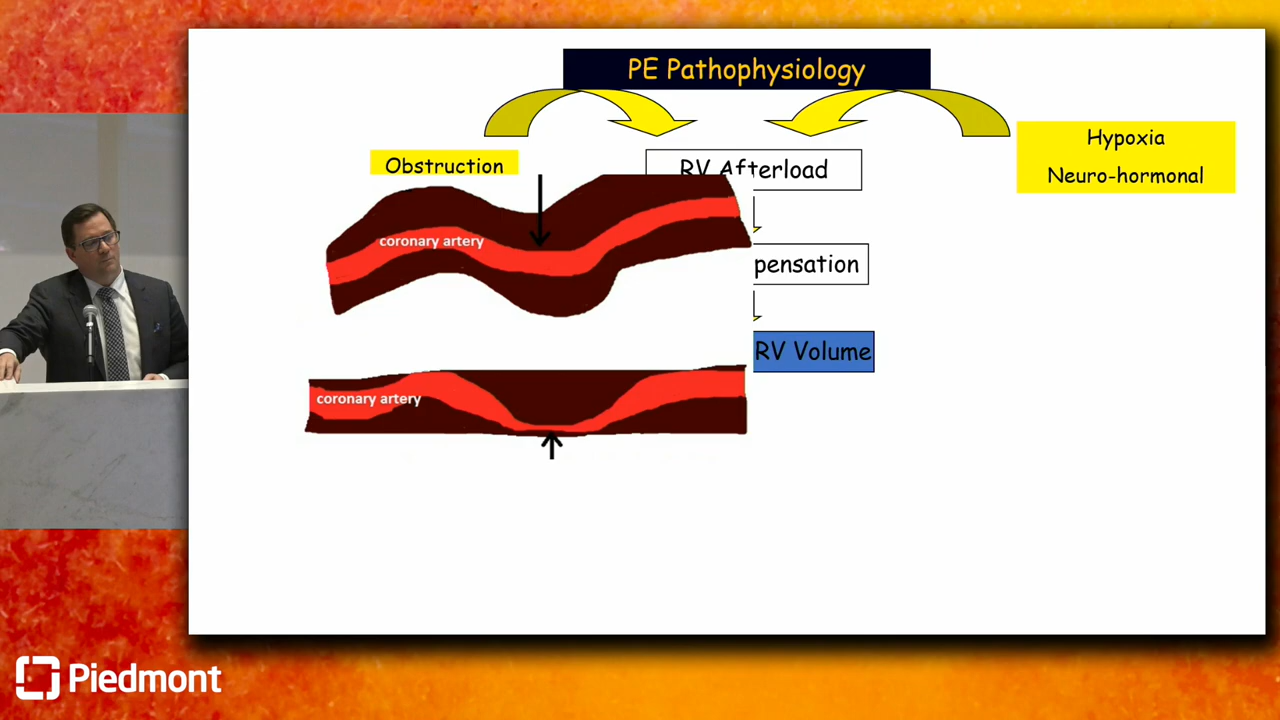 PE Pathophysiology
Obstruction
RV Afterload
Hypoxia
Neuro-hormonal
coronary artery
pensation
RV Volume
coronary artery
Piedmont